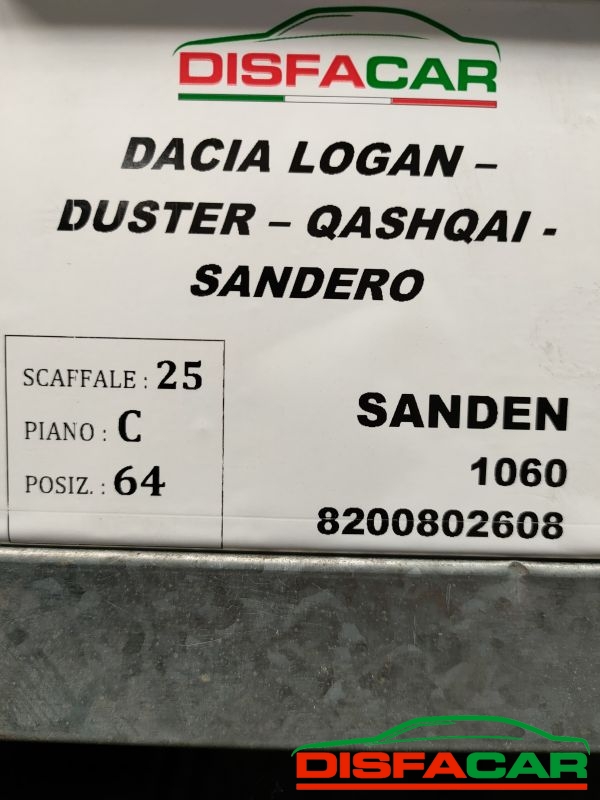 DISFACAR
DACIA LOGAN –
DUSTER – QASHQAI -
SANDERO
SCAFFALE : 25
PIANO : C
POSIZ. : 64
SANDEN
1060
8200802608
DISFACAR